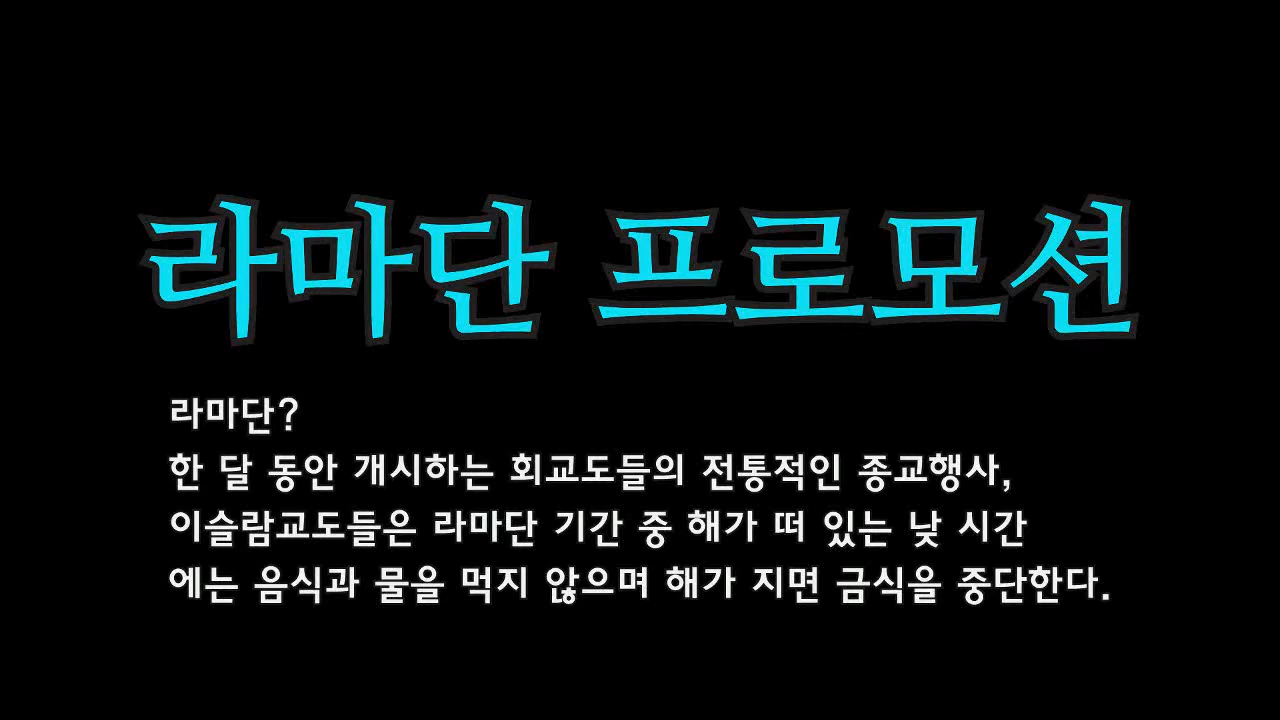 라마단 프로모션
라마단?
한 달 동안 개시하는 회교도들의 전통적인 종교행사,
이슬람교도들은 라마단 기간 중 해가 떠 있는 낮 시간
에는 음식과 물을 먹지 않으며 해가 지면 금식을 중단한다.